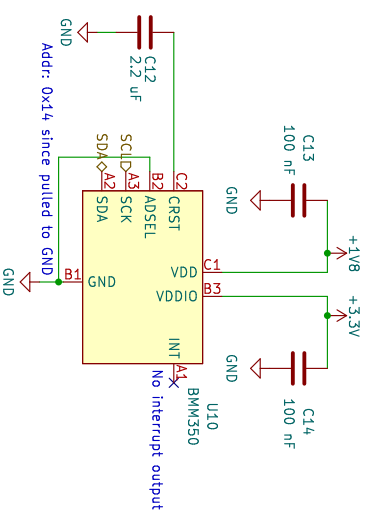 GND
C12
2.2 uF
Addr: 0x14 since pulled to GND
SDA
SCL
A2
A3
B2
C2
SDA
SCK
ADSEL
CRST
C13
100 nF
GND
+1V8
C1
VDD
B3
VDDIO
+3.3V
B1
GND
GND
INT
A1
No interrupt output
U10
BMM350
GND
C14
100 nF